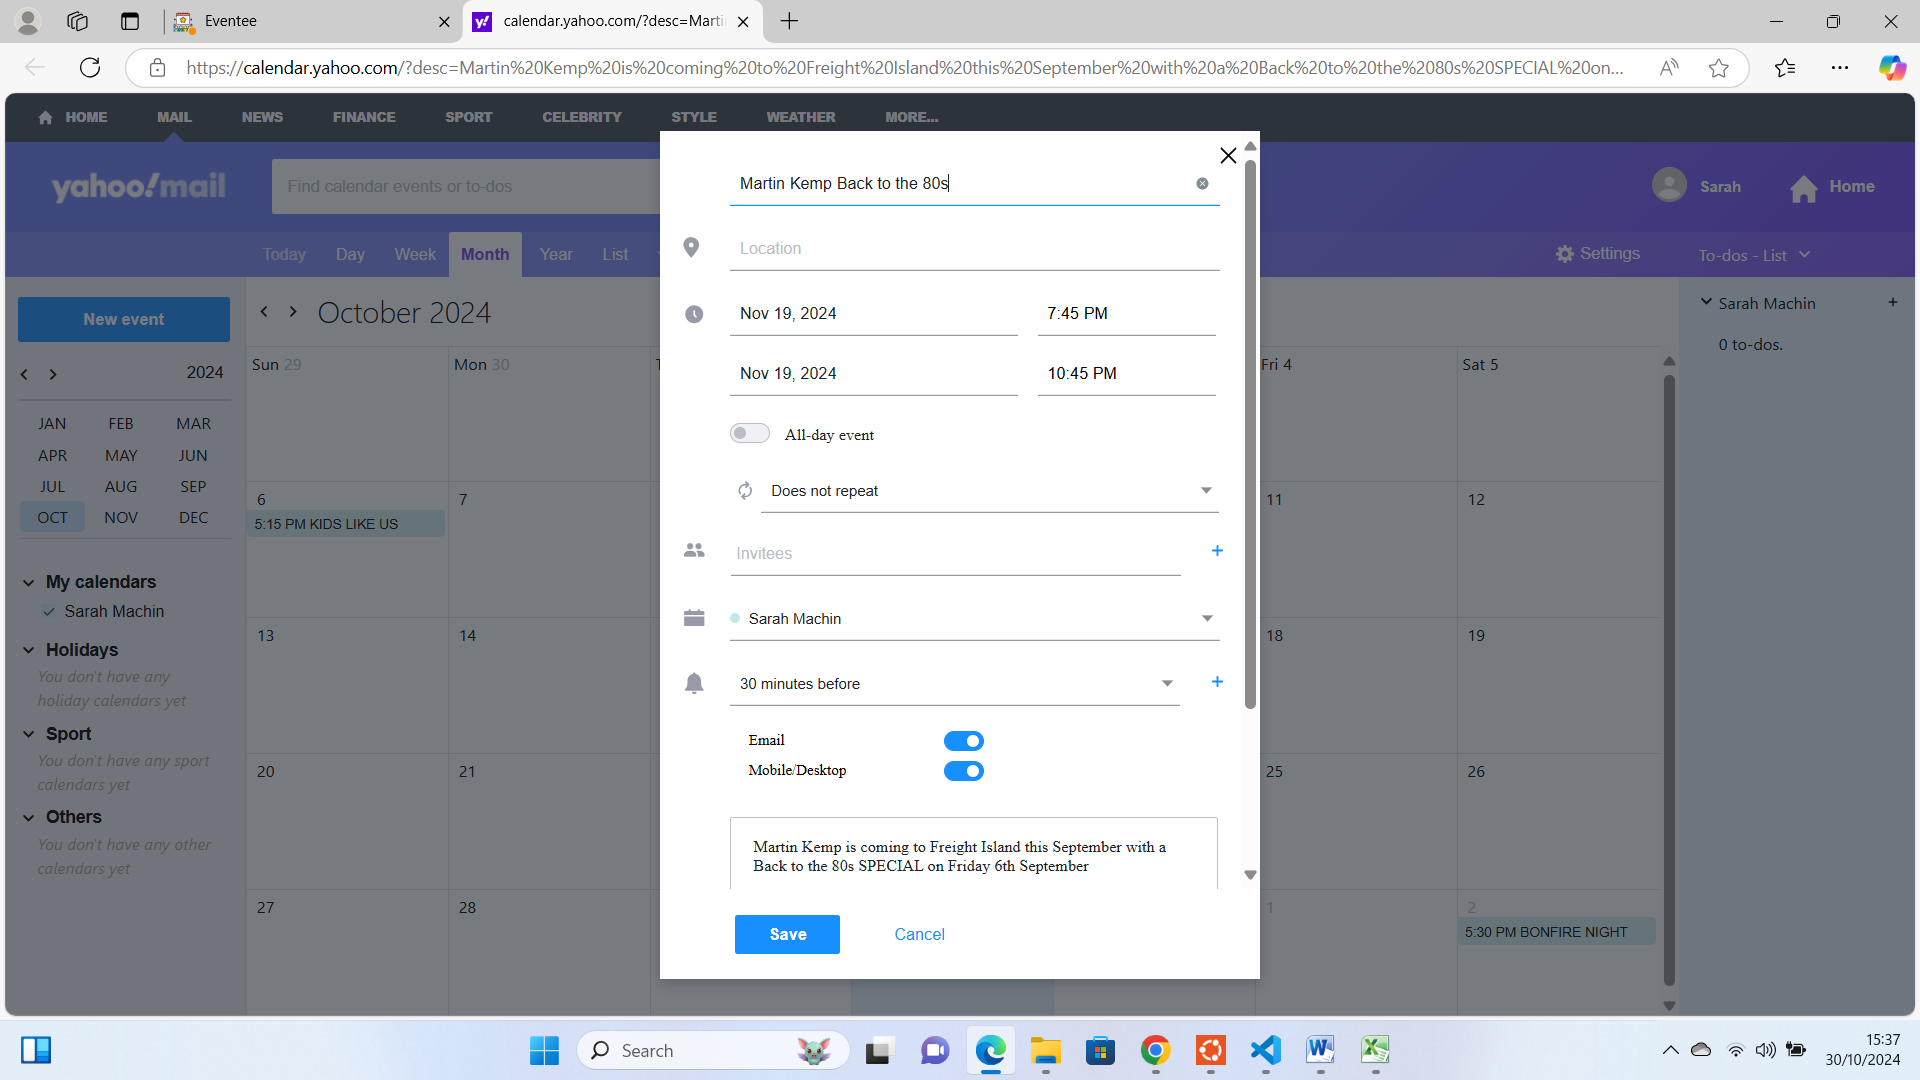 Eventee
calendar.yahoo.com/?desc=Marti
https://calendar.yahoo.com/?desc=Martin%20Kemp%20is%20coming%20to%20Freight%20Island%20this%20September%20with%20a%20Back%20to%20the%2080s%20SPECIAL%20on...
HOME MAIL NEWS FINANCE SPORT CELEBRITY STYLE WEATHER MORE...
yahoo!mail
Find calendar events or to-dos
Sarah
Home
Today Day Week Month Year List
Settings
To-dos - List
New event
October 2024
2024
JAN FEB MAR
APR MAY JUN
JUL AUG SEP
OCT NOV DEC
My calendars
Sarah Machin
Holidays
You don't have any
holiday calendars yet
Sport
You don't have any sport
calendars yet
Others
You don't have any other
calendars yet
Sun 29 Mon 30 Fri 4 Sat 5
6 7 11 12
5:15 PM KIDS LIKE US
13 14 18 19
20 21 25 26
27 28 1 2
5:30 PM BONFIRE NIGHT
Martin Kemp Back to the 80s
Location
Nov 19, 2024 7:45 PM
Nov 19, 2024 10:45 PM
All-day event
Does not repeat
Invitees
Sarah Machin
30 minutes before
Email
Mobile/Desktop
Martin Kemp is coming to Freight Island this September with a
Back to the 80s SPECIAL on Friday 6th September
Save Cancel
Sarah Machin
0 to-dos.
Search
15:37
30/10/2024